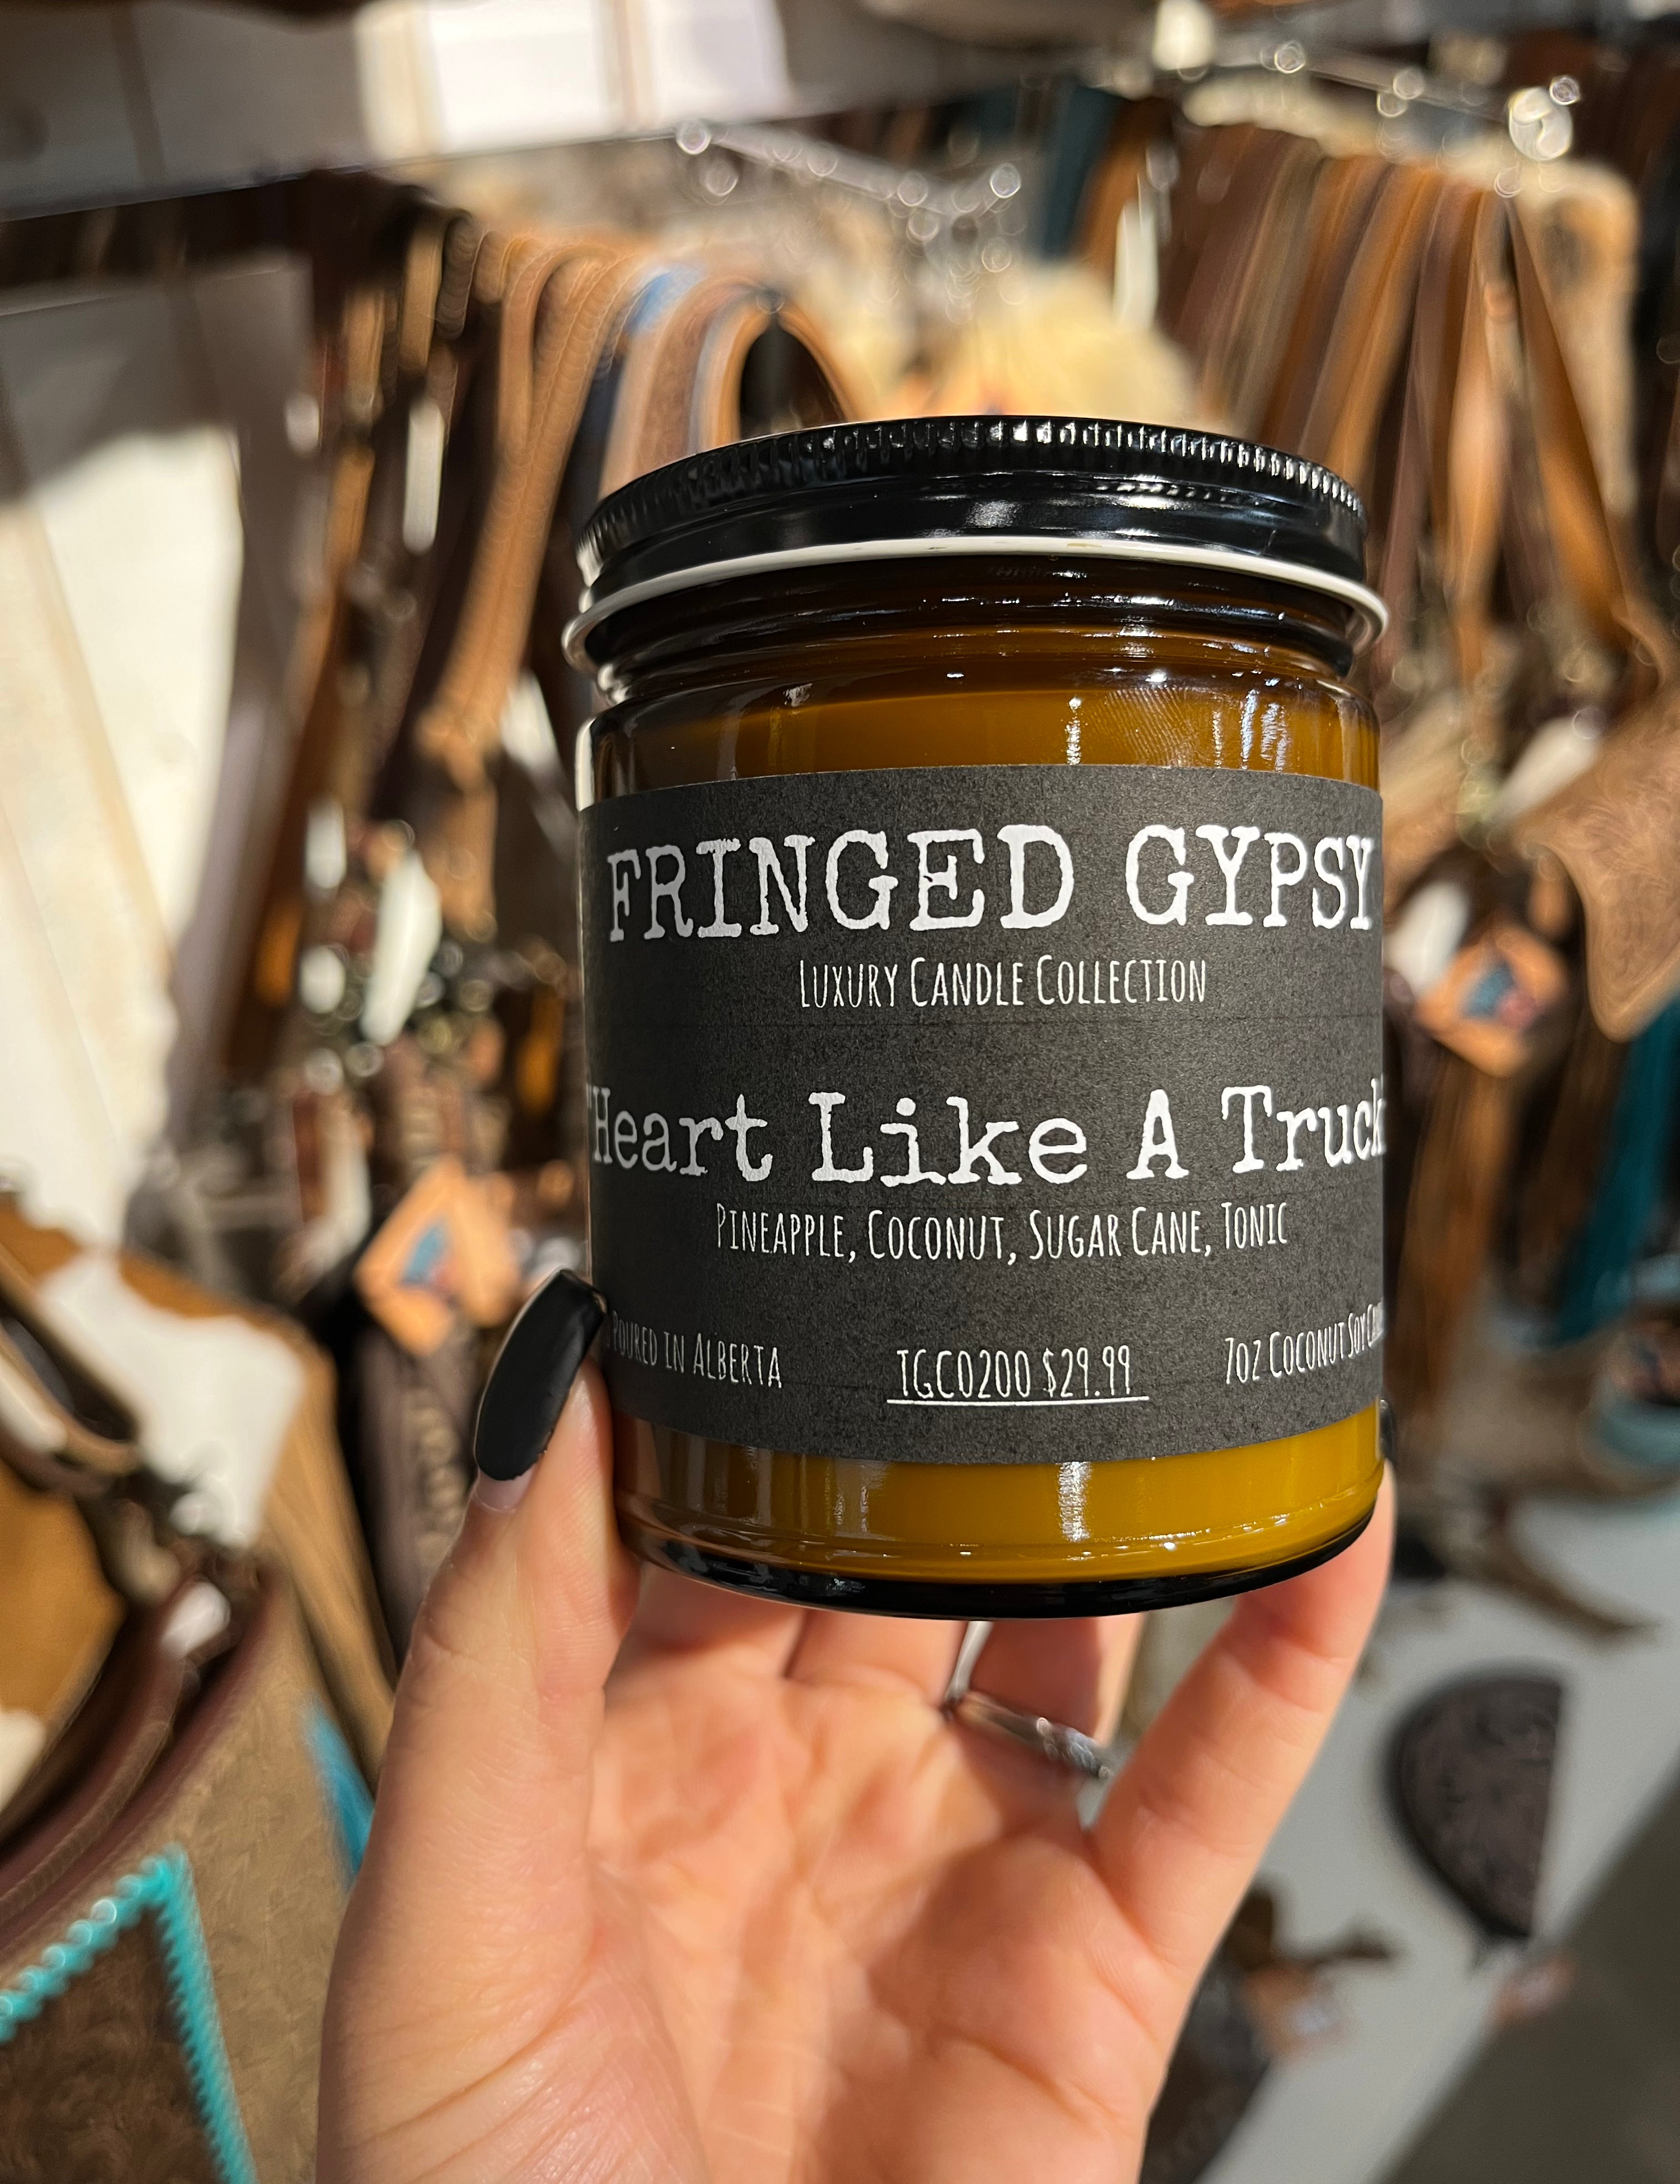 FRINGED GYPSY
LUXURY CANDLE COLLECTION
"Heart Like A Truck"
PINEAPPLE, COCONUT, SUGAR CANE, TONIC
POURED IN ALBERTA
TGC0200 $29.99
7OZ COCONUT SOY